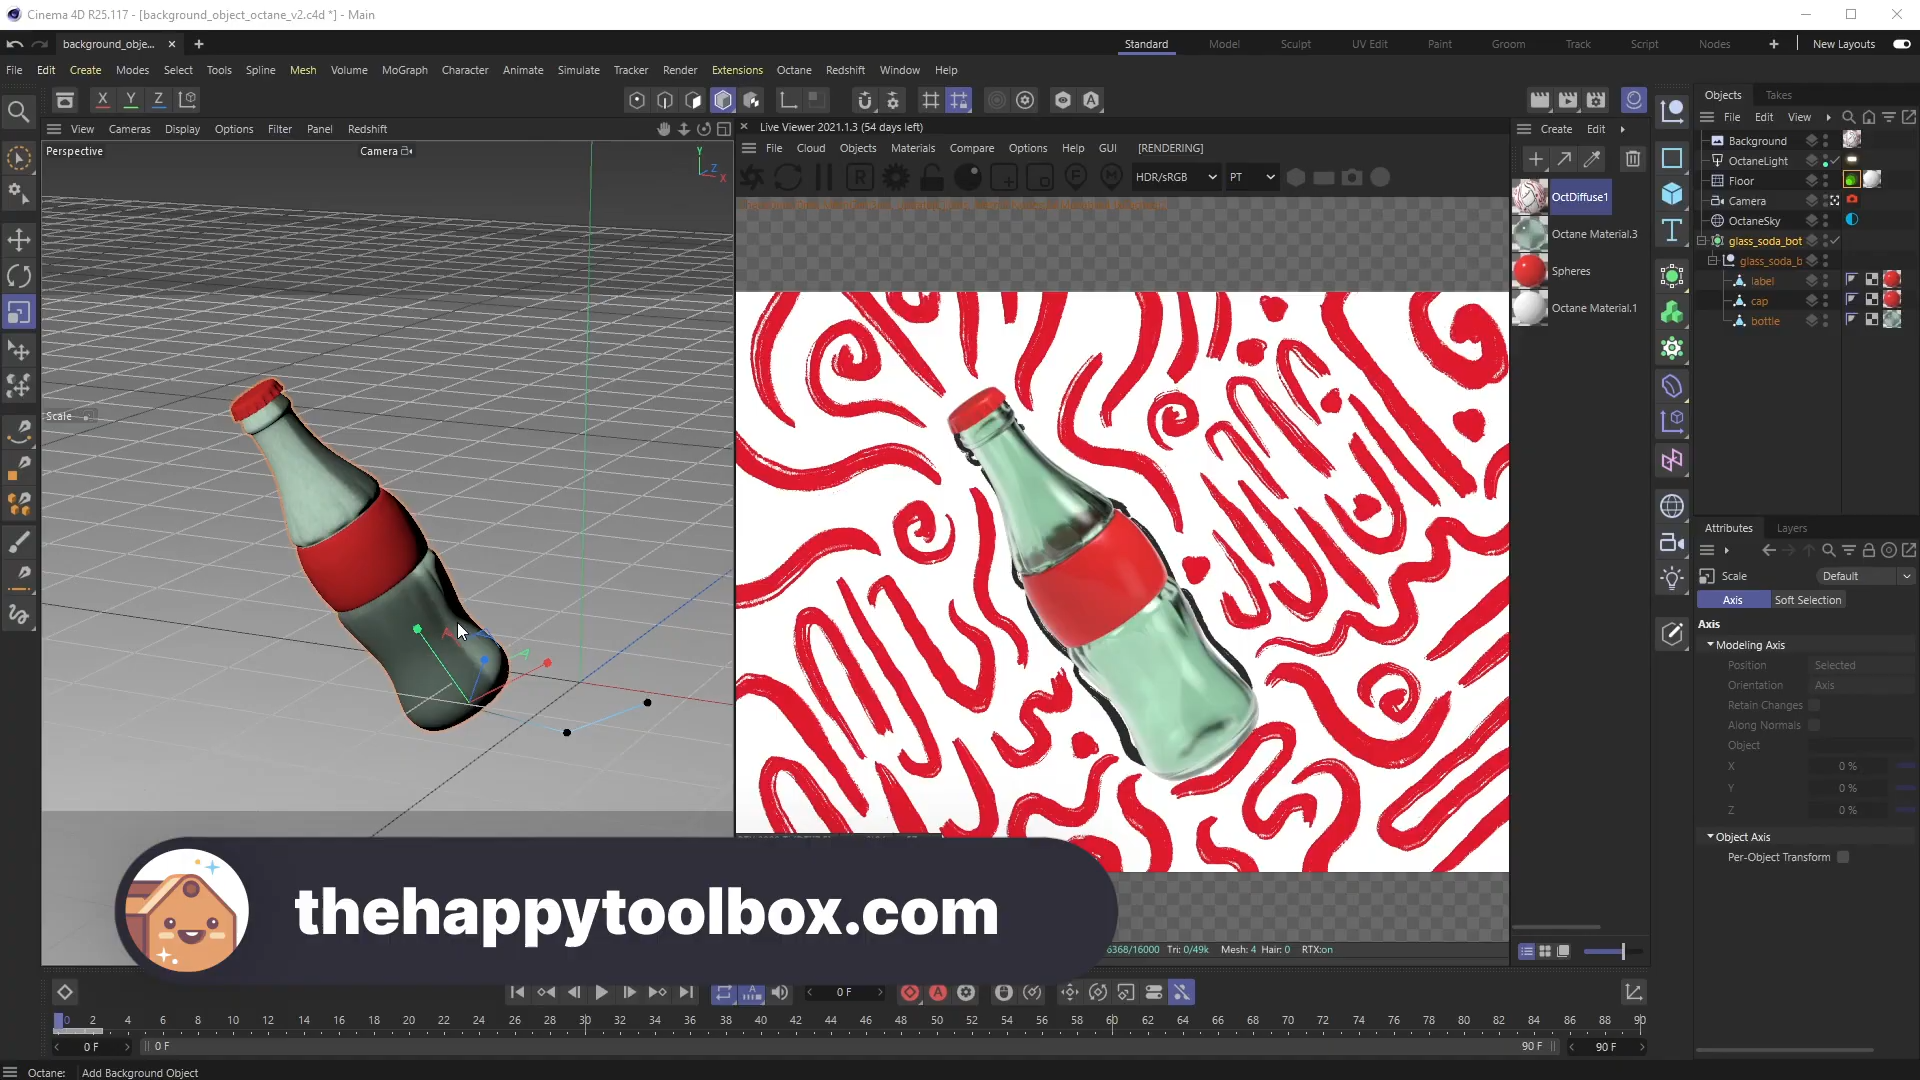 Cinema 4D R25.117 - [background_object_octane_v2.c4d *] - Main
background_obje...
Standard Model Sculpt UV Edit Paint Groom Track Script Nodes New Layouts
File Edit Create Modes Select Tools Spline Mesh Volume MoGraph Character Animate Simulate Tracker Render Extensions Octane Redshift Window Help
X Y Z
Objects Takes
View Cameras Display Options Filter Panel Redshift
Live Viewer 2021.1.3 (54 days left)
Create Edit
File Edit View
Perspective
Camera
File Cloud Objects Materials Compare Options Help GUI [RENDERING]
HDR/sRGB PT
Background
OctaneLight
Floor
Camera
OctaneSky
glass_soda_bot
glass_soda_b
label
cap
bottle
OctDiffuse1
Octane Material.3
Spheres
Octane Material.1
Scale
Attributes Layers
Scale Default
Axis Soft Selection
Axis
Modeling Axis
Position Selected
Orientation Axis
Retain Changes
Along Normals
Object
X 0 %
Y 0 %
Z 0 %
Object Axis
Per-Object Transform
thehappytoolbox.com
6368/16000 Tri: 0/49k Mesh: 4 Hair: 0 RTX:on
0 F
0 2 4 6 8 10 12 14 16 18 20 22 24 26 28 30 32 34 36 38 40 42 44 46 48 50 52 54 56 58 60 62 64 66 68 70 72 74 76 78 80 82 84 86 88 90
0 F 0 F 90 F 90 F
Octane: Add Background Object